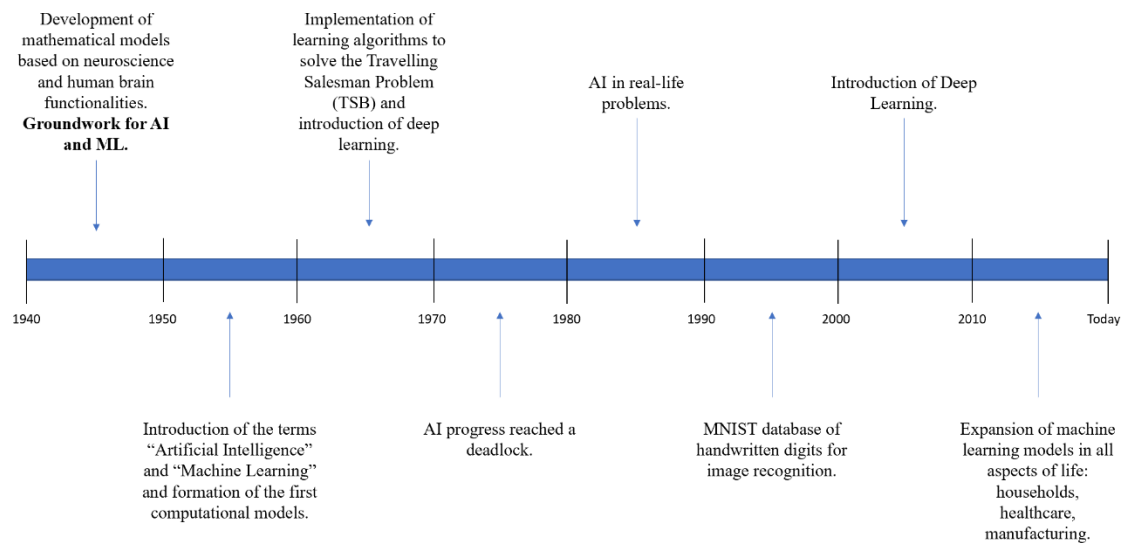 Development of
mathematical models
based on neuroscience
and human brain
functionalities.
Groundwork for AI
and ML.
Implementation of
learning algorithms to
solve the Travelling
Salesman Problem
(TSB) and
introduction of deep
learning.
AI in real-life
problems.
Introduction of Deep
Learning.
1940
1950
1960
1970
1980
1990
2000
2010
Today
Introduction of the terms
“Artificial Intelligence”
and “Machine Learning”
and formation of the first
computational models.
AI progress reached a
deadlock.
MNIST database of
handwritten digits for
image recognition.
Expansion of machine
learning models in all
aspects of life:
households,
healthcare,
manufacturing.